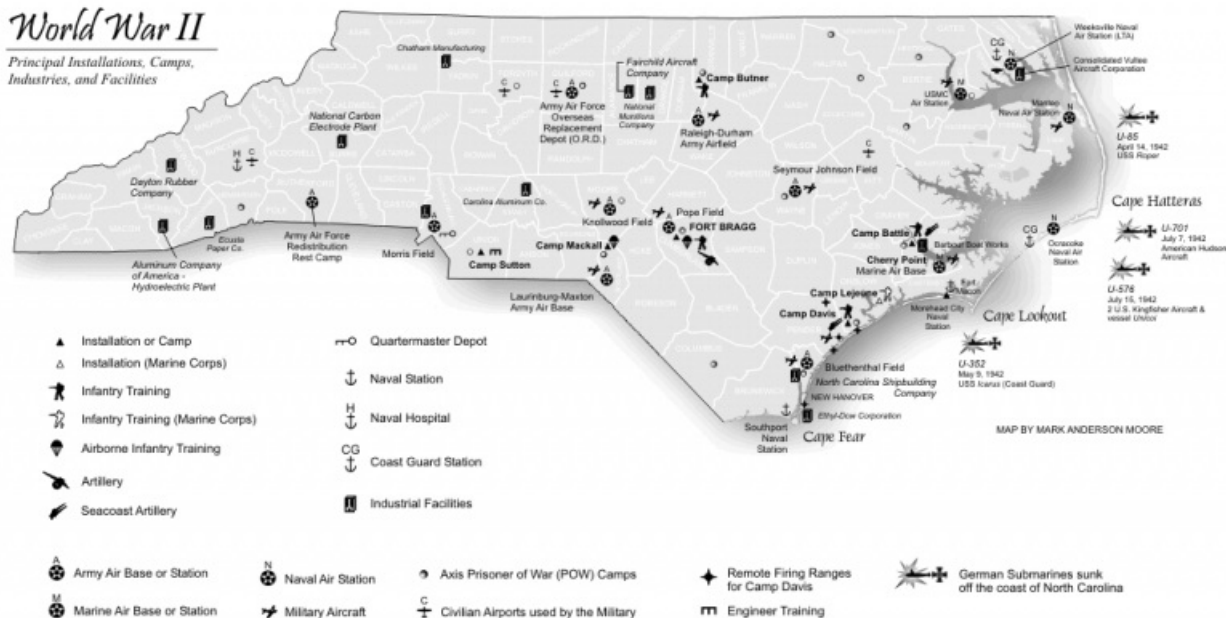 World War II
Principal Installations, Camps,
Industries, and Facilities
Chatham Manufacturing
Fairchild Aircraft
Company
Camp Butner
National
Munitions
Company
Army Air Force
Overseas
Replacement
Depot (O.R.D.)
Raleigh-Durham
Army Airfield
National Carbon
Electrode Plant
Dayton Rubber
Company
Ecusta
Paper Co.
Aluminum Company
of America -
Hydroelectric Plant
Army Air Force
Redistribution
Rest Camp
Morris Field
Carolina Aluminum Co.
Camp Sutton
Knollwood Field
Camp Mackall
Laurinburg-Maxton
Army Air Base
Pope Field
FORT BRAGG
Seymour Johnson Field
Weeksville Naval
Air Station (LTA)
Consolidated Vultee
Aircraft Corporation
USMC
Air Station
Manteo
Naval Air Station
U-85
April 14, 1942
USS Roper
Cape Hatteras
U-701
July 7, 1942
American Hudson
Aircraft
U-576
July 15, 1942
2 U.S. Kingfisher Aircraft &
vessel Unicoi
Ocracoke
Naval Air
Station
Camp Battle
Barbour Boat Works
Cherry Point
Marine Air Base
Camp Lejeune
Fort
Macon
Morehead City
Naval
Station
Cape Lookout
U-352
May 9, 1942
USS Icarus (Coast Guard)
Camp Davis
Bluethenthal Field
North Carolina Shipbuilding
Company
NEW HANOVER
Ethyl-Dow Corporation
Southport
Naval
Station
Cape Fear
MAP BY MARK ANDERSON MOORE
Installation or Camp
Installation (Marine Corps)
Infantry Training
Infantry Training (Marine Corps)
Airborne Infantry Training
Artillery
Seacoast Artillery
Quartermaster Depot
Naval Station
H
Naval Hospital
CG
Coast Guard Station
Industrial Facilities
A
Army Air Base or Station
M
Marine Air Base or Station
N
Naval Air Station
Military Aircraft
Axis Prisoner of War (POW) Camps
C
Civilian Airports used by the Military
Remote Firing Ranges
for Camp Davis
Engineer Training
German Submarines sunk
off the coast of North Carolina